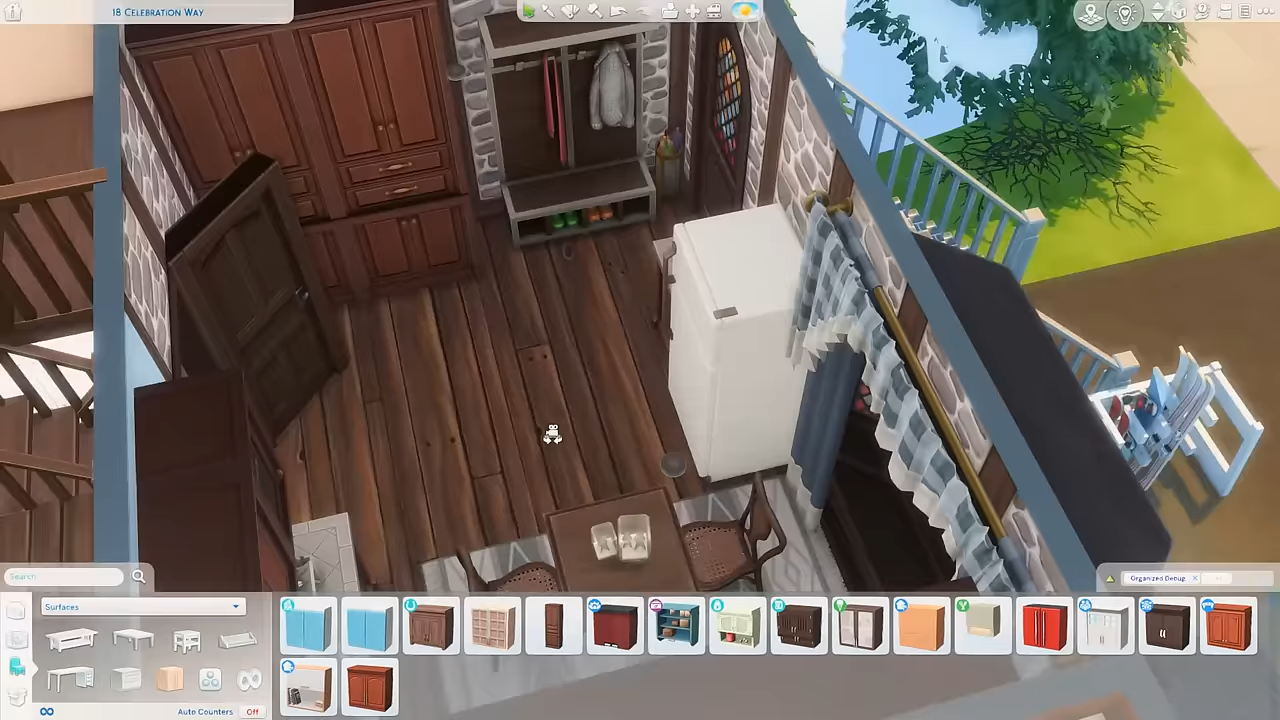 18 Celebration Way
Search
Organized Debug
Surfaces
Auto Counters
Off